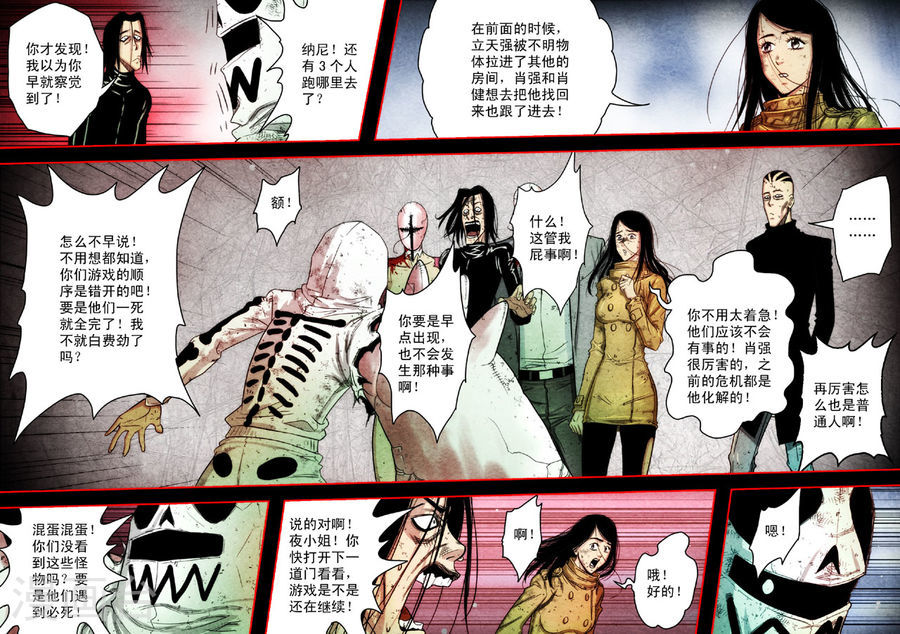 你才发现！
我以为你
早就察觉
到了！
纳尼！还
有3个人
跑哪里去
了？
在前面的时候，
立天强被不明物
体拉进了其他的
房间，肖强和肖
健想去把他找回
来也跟了进去！
怎么不早说！
不用想都知道，
你们游戏的顺
序是错开的吧！
要是他们一死
就全完了！我
不就白费劲了
吗？
额！
你要是早
点出现，
也不会发
生那种事
啊！
什么！
这管我
屁事啊！
你不用太着急！
他们应该不会
有事的！肖强
很厉害的，之
前的危机都是
他化解的！
……
……
再厉害怎
么也是普
通人啊！
混蛋混蛋！
你们没看
到这些怪
物吗？要
是他们遇
到必死！
说的对啊！
夜小姐！你
快打开下一
道门看看，
游戏是不是
还在继续！
啊！
哦！
好的！
嗯！